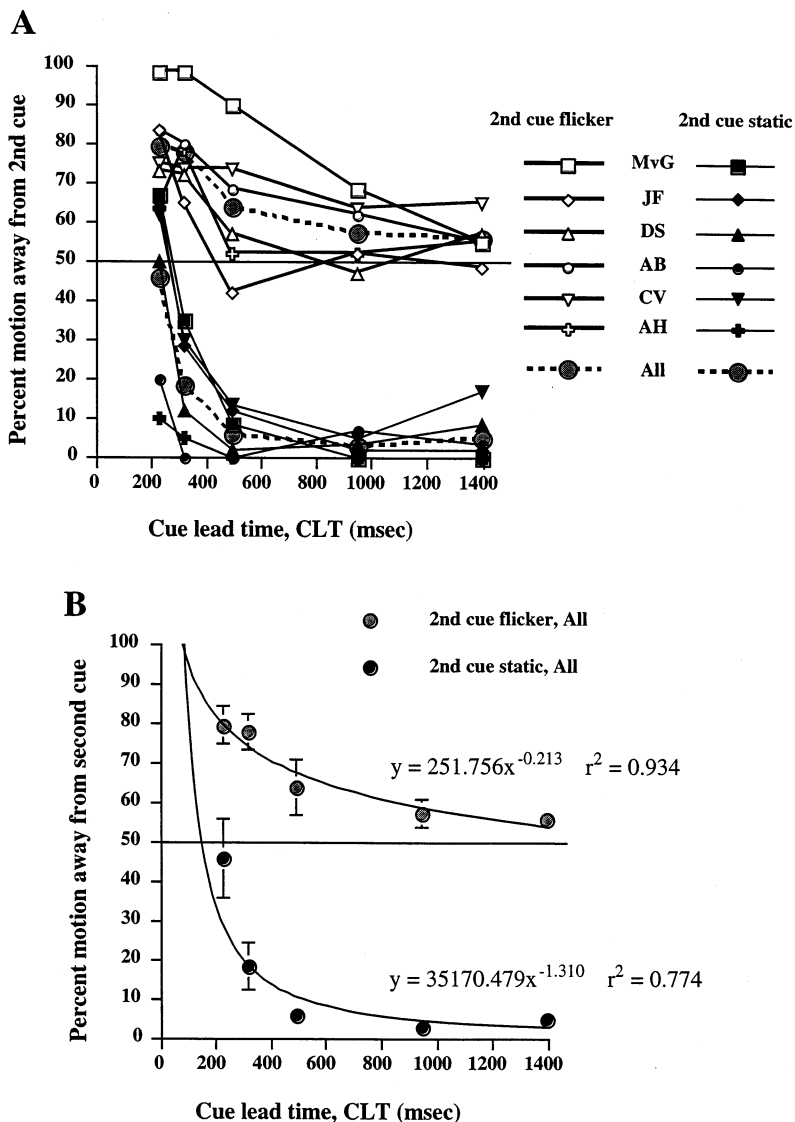 A
Percent motion away from 2nd cue
100
90
80
70
60
50
40
30
20
10
0
0 200 400 600 800 1000 1200 1400
Cue lead time, CLT (msec)
2nd cue flicker 2nd cue static
MvG
JF
DS
AB
CV
AH
All
B
Percent motion away from second cue
100
90
80
70
60
50
40
30
20
10
0
0 200 400 600 800 1000 1200 1400
Cue lead time, CLT (msec)
2nd cue flicker, All
2nd cue static, All
y = 251.756x^-0.213 r^2 = 0.934
y = 35170.479x^-1.310 r^2 = 0.774